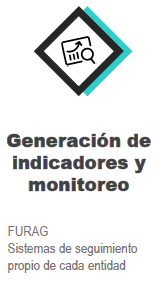 Generación de
indicadores y
monitoreo
FURAG
Sistemas de seguimiento
propio de cada entidad